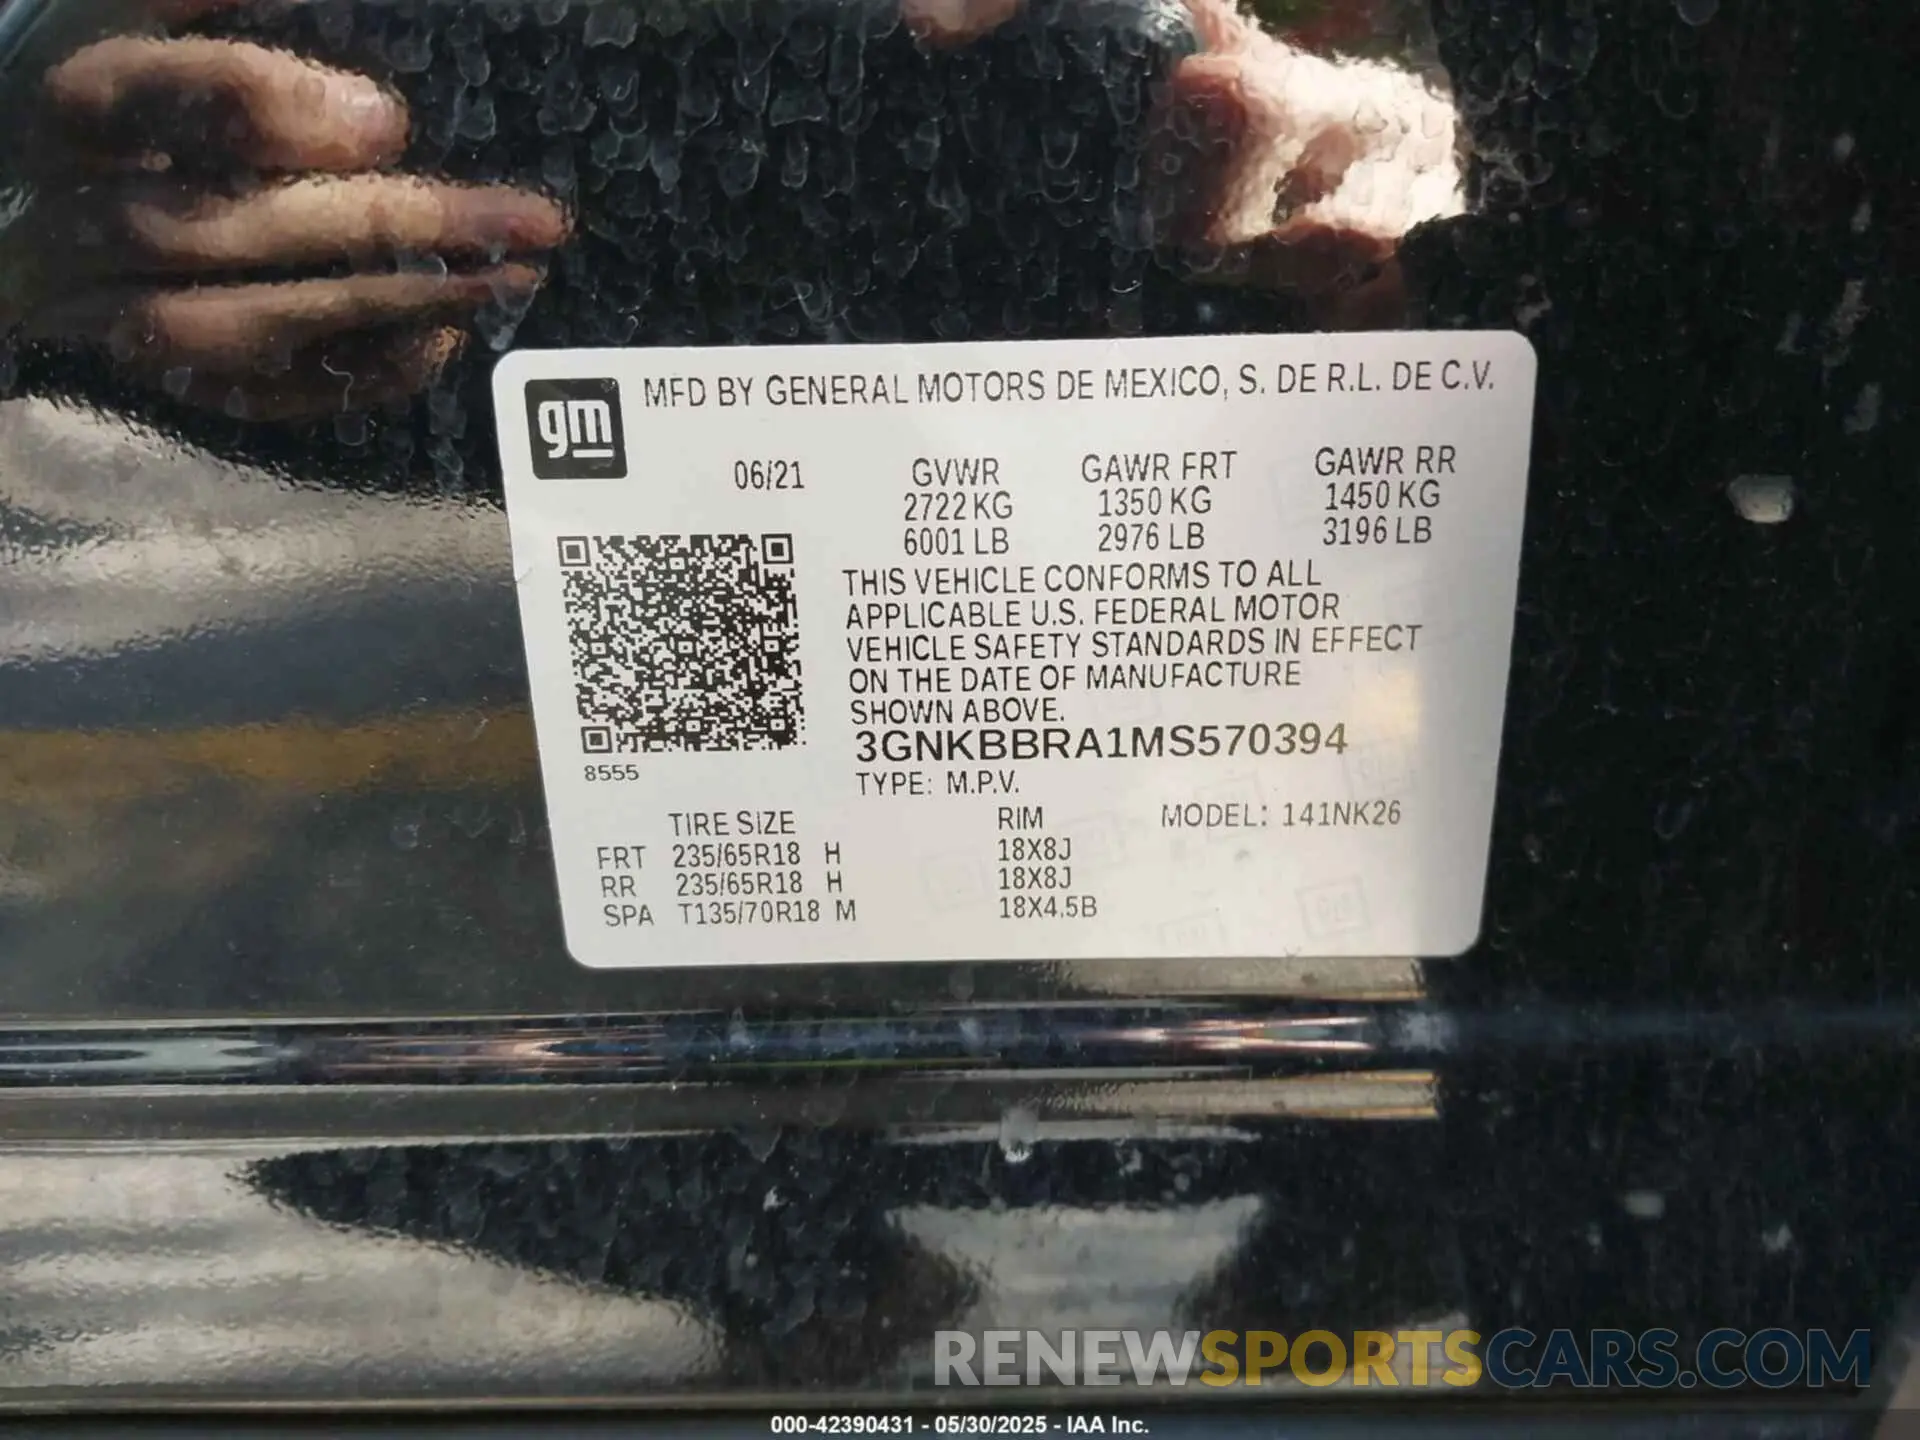 gm
MFD BY GENERAL MOTORS DE MEXICO, S. DE R.L. DE C.V.
06/21 GVWR GAWR FRT GAWR RR
2722 KG 1350 KG 1450 KG
6001 LB 2976 LB 3196 LB
THIS VEHICLE CONFORMS TO ALL
APPLICABLE U.S. FEDERAL MOTOR
VEHICLE SAFETY STANDARDS IN EFFECT
ON THE DATE OF MANUFACTURE
SHOWN ABOVE.
3GNKBBRA1MS570394
8555
TYPE: M.P.V.
TIRE SIZE RIM MODEL: 141NK26
FRT 235/65R18 H 18X8J
RR 235/65R18 H 18X8J
SPA T135/70R18 M 18X4.5B
RENEWSPORTSCARS.COM
000-42390431 - 05/30/2025 - IAA Inc.